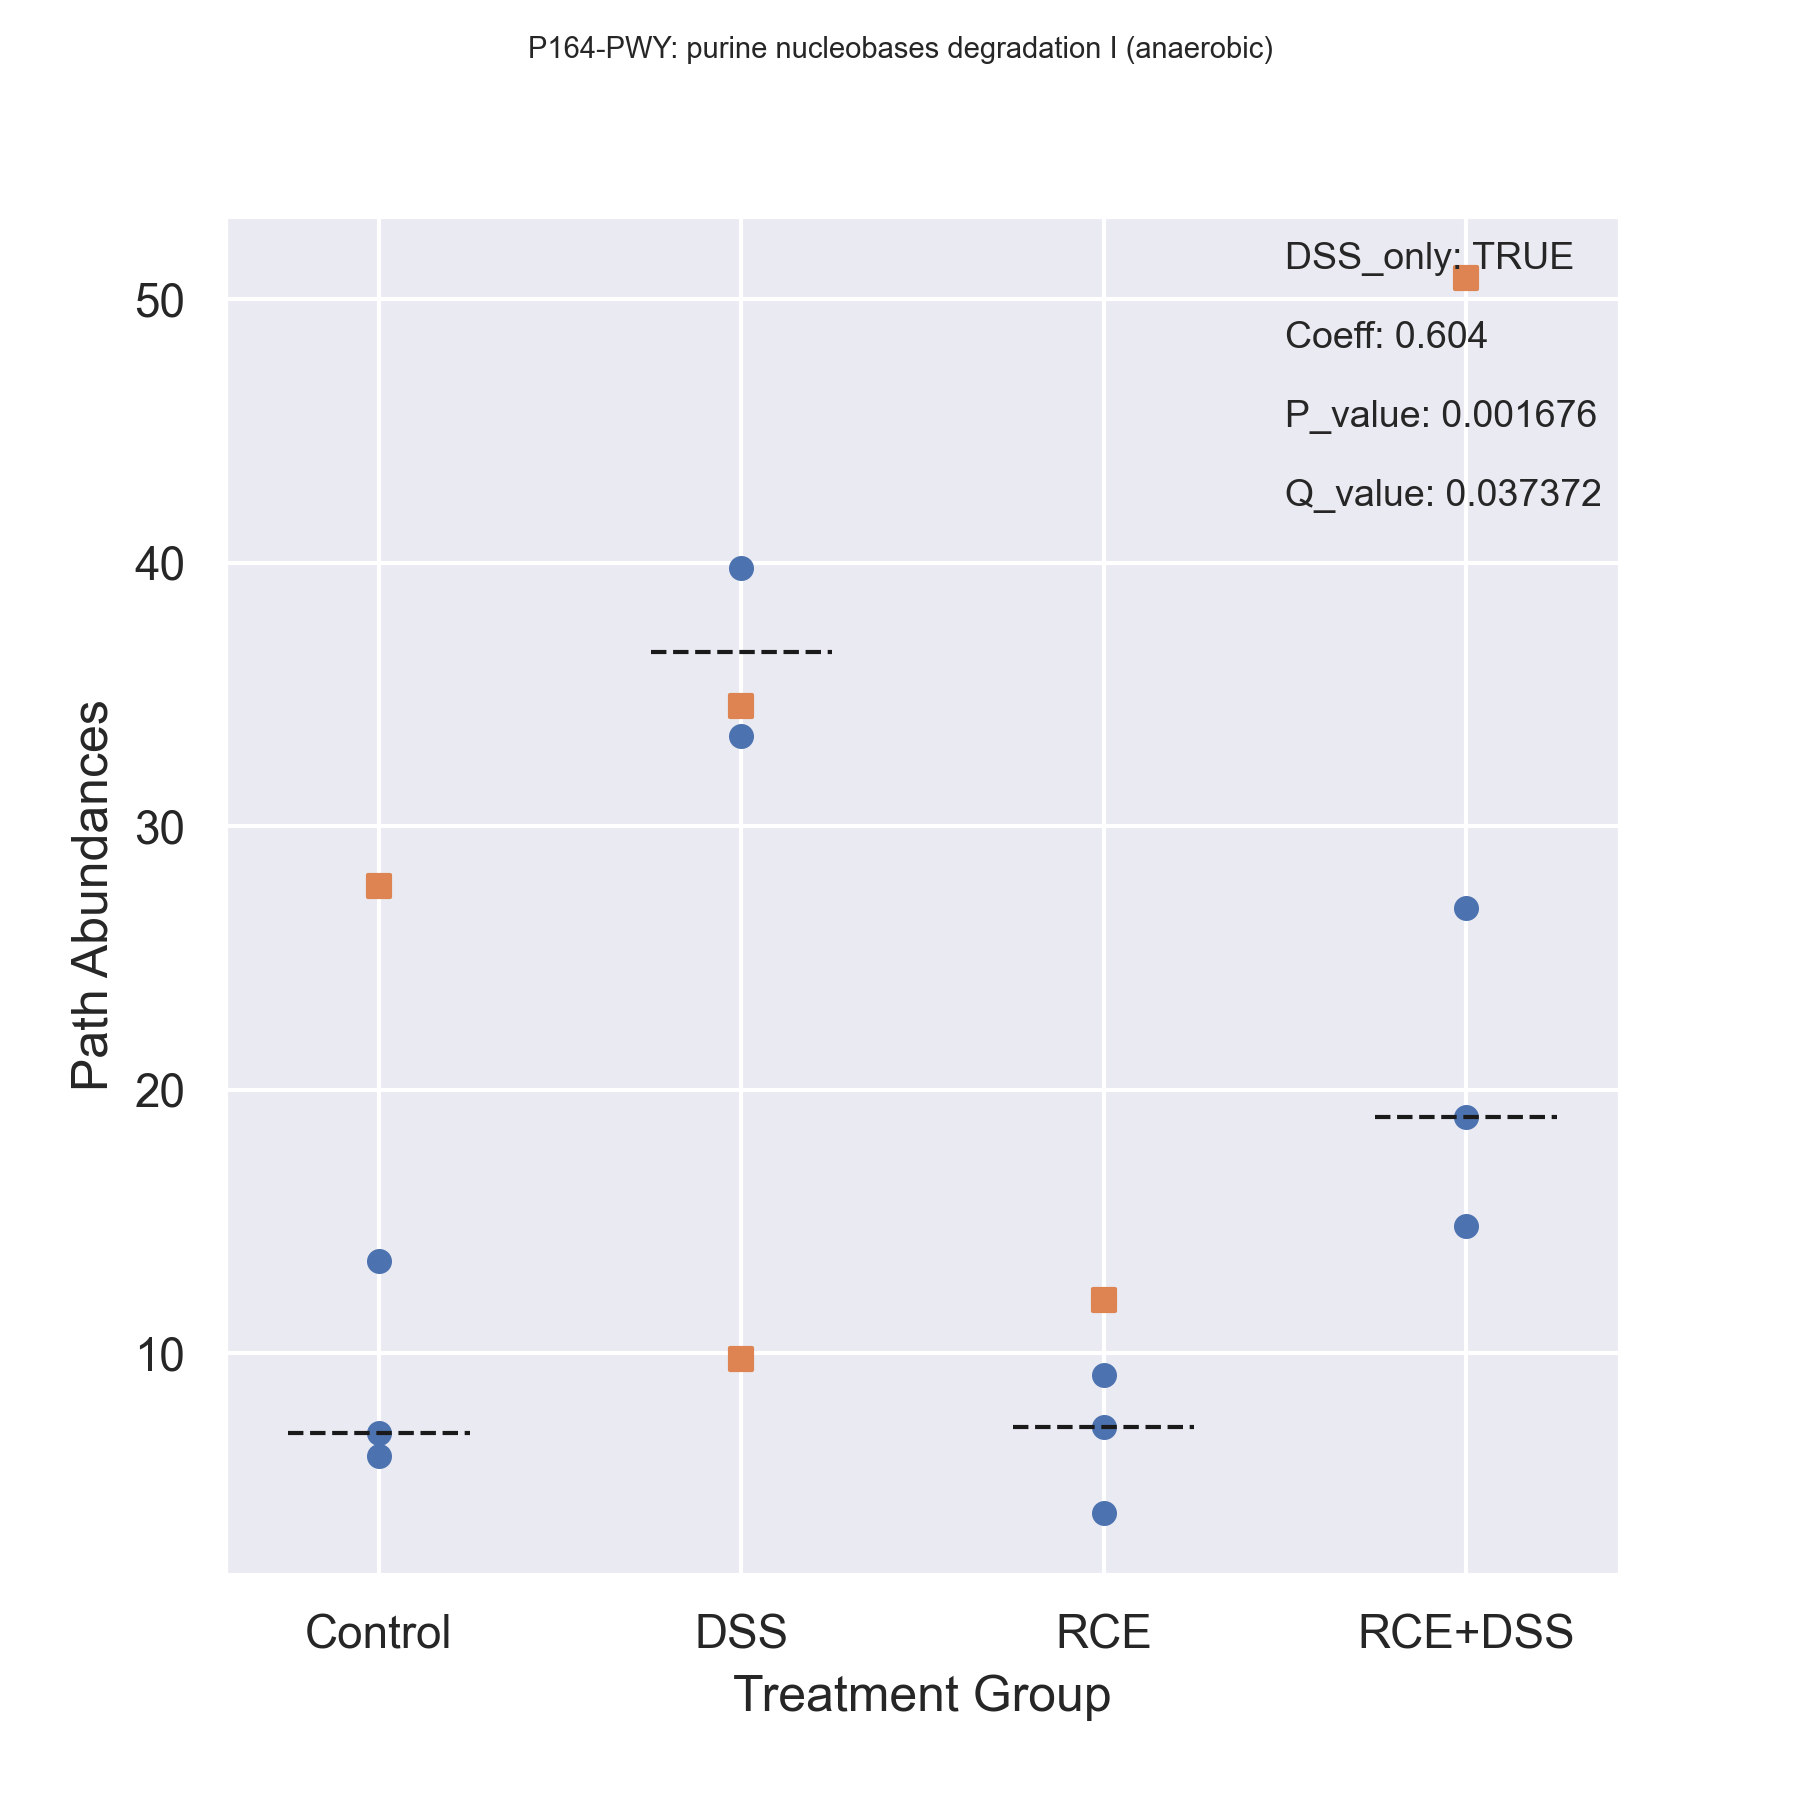 P164-PWY: purine nucleobases degradation I (anaerobic)
DSS_only: TRUE
Coeff: 0.604
P_value: 0.001676
Q_value: 0.037372
50
40
30
20
10
Path Abundances
Control
DSS
RCE
RCE+DSS
Treatment Group